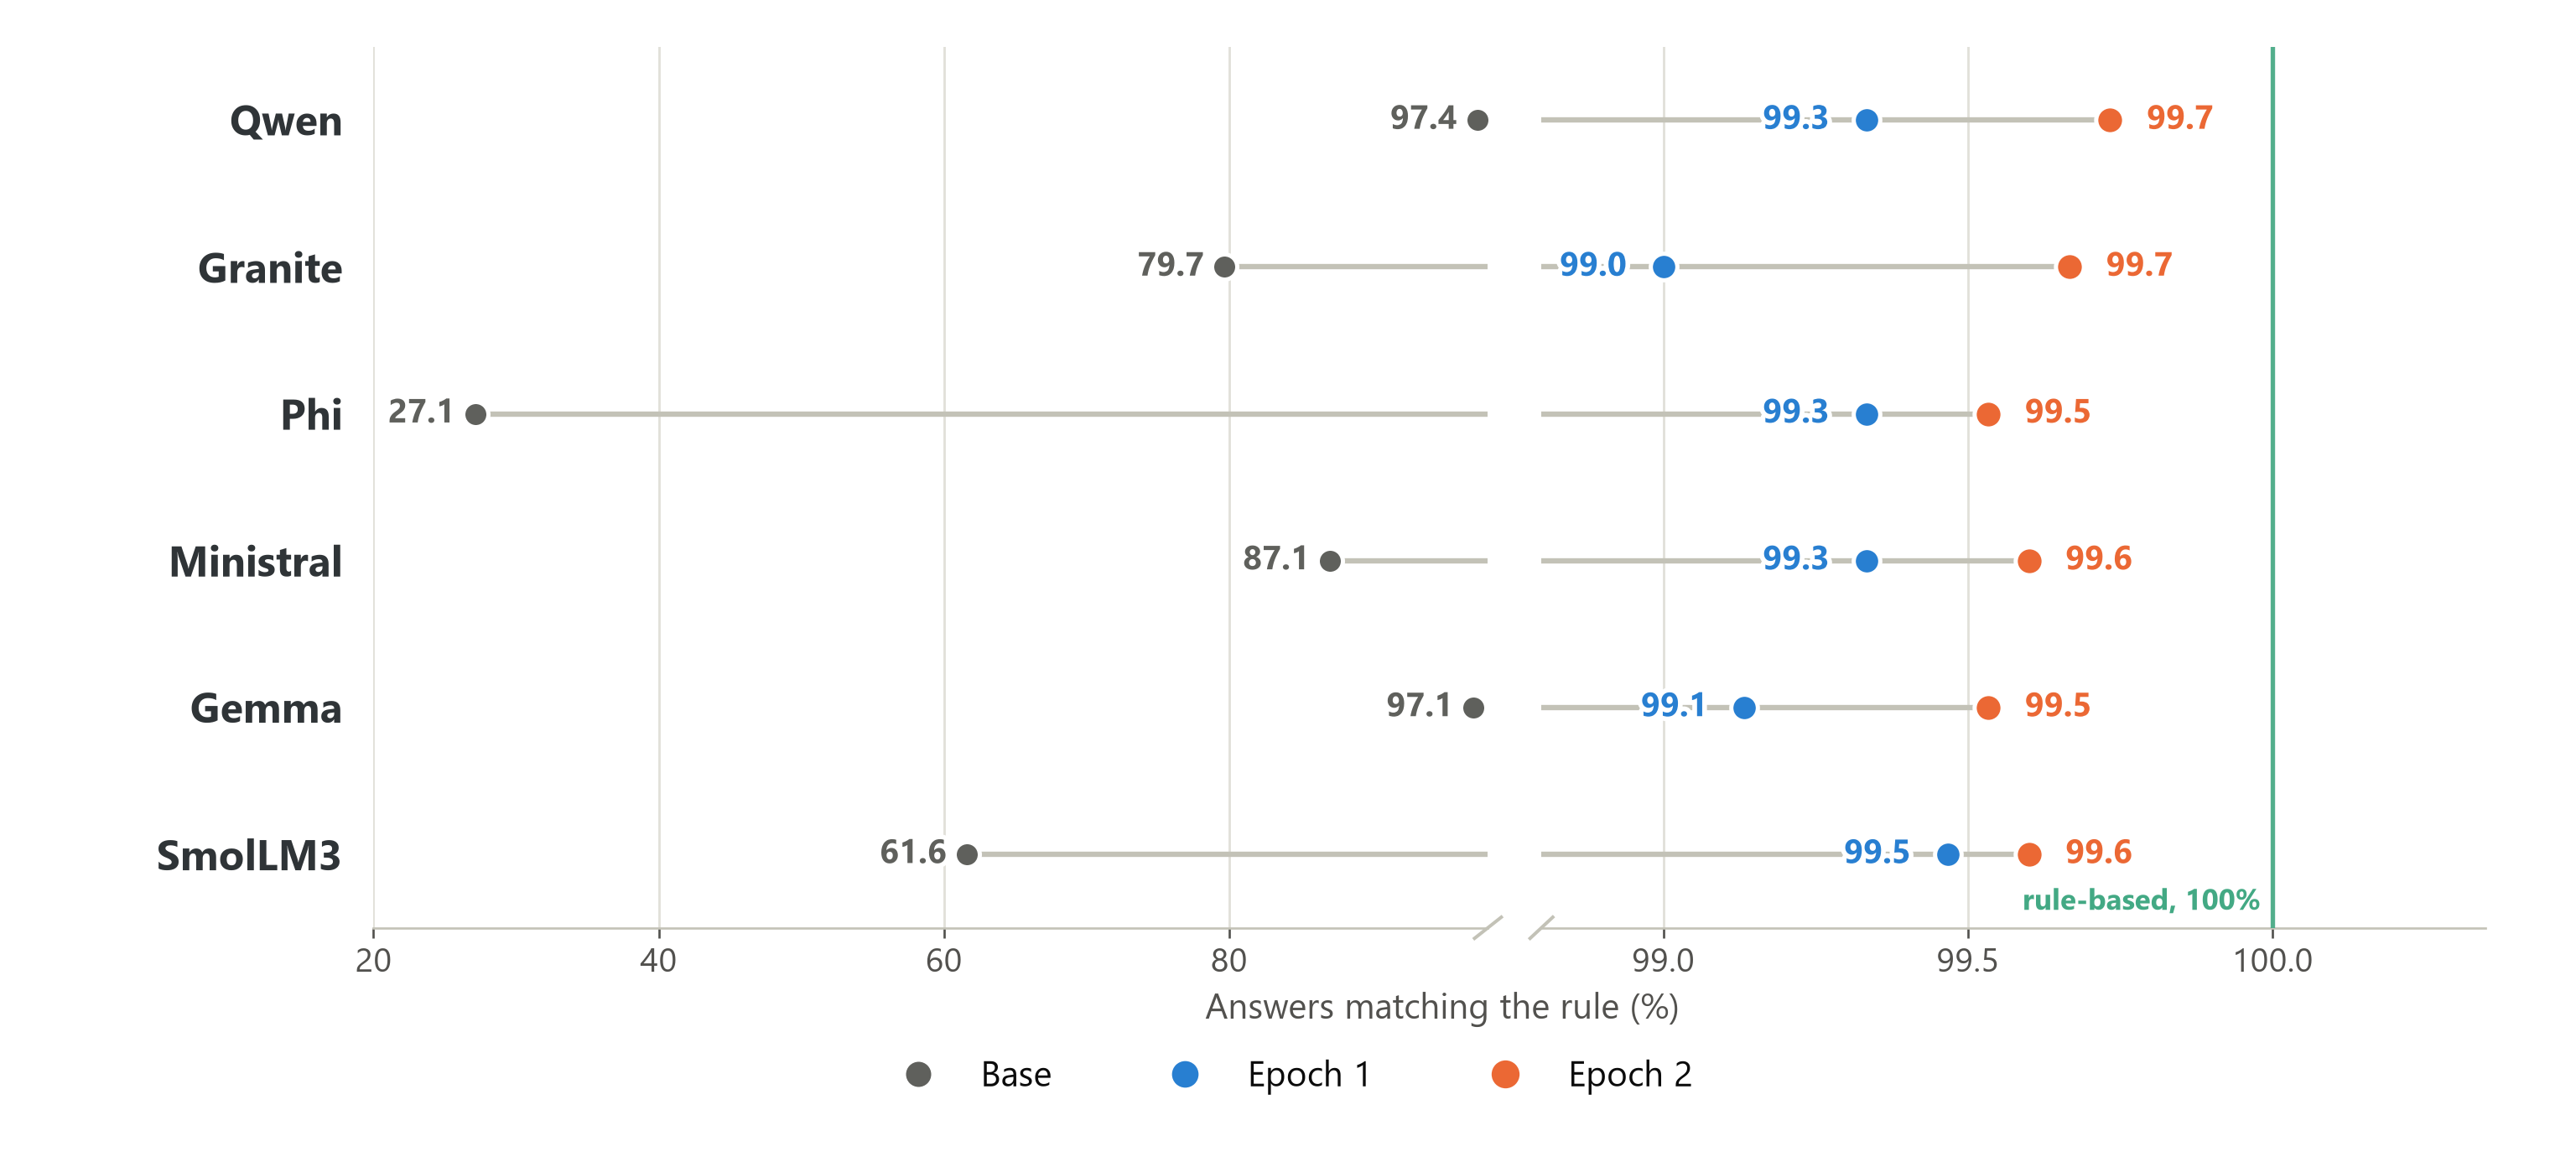 Qwen 97.4 99.3 99.7
Granite 79.7 99.0 99.7
Phi 27.1 99.3 99.5
Ministral 87.1 99.3 99.6
Gemma 97.1 99.1 99.5
SmolLM3 61.6 99.5 99.6
rule-based, 100%
20 40 60 80 99.0 99.5 100.0
Answers matching the rule (%)
Base Epoch 1 Epoch 2